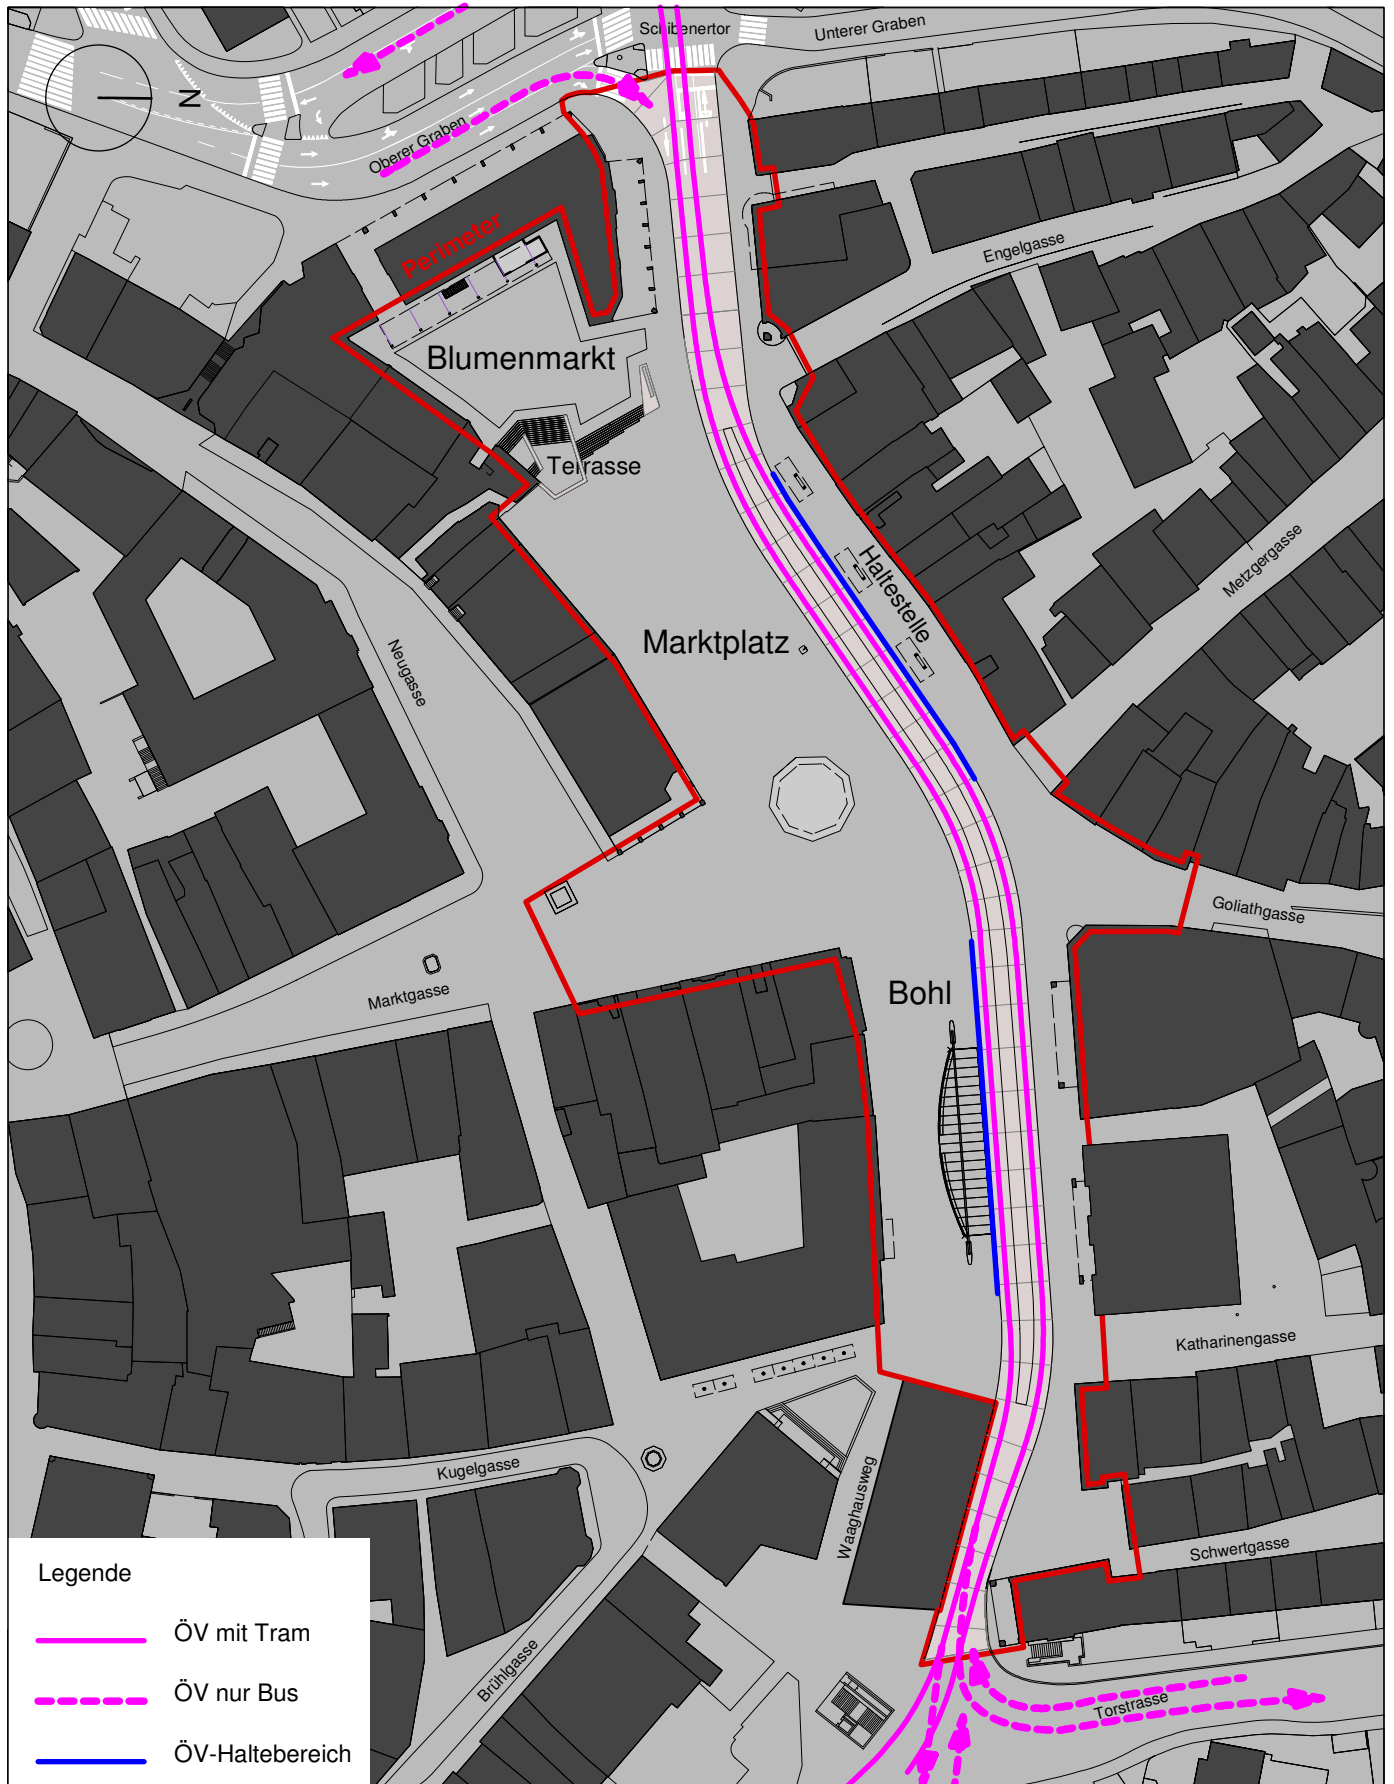 Schibenertor
Unterer Graben
N
Oberer Graben
Perimeter
Engelgasse
Blumenmarkt
Terrasse
Metzgergasse
Haltestelle
Marktplatz
Neugasse
Goliathgasse
Marktgasse
Bohl
Katharinengasse
Kugelgasse
Waaghausweg
Schwertgasse
Brühlgasse
Torstrasse
Legende
ÖV mit Tram
ÖV nur Bus
ÖV-Haltebereich